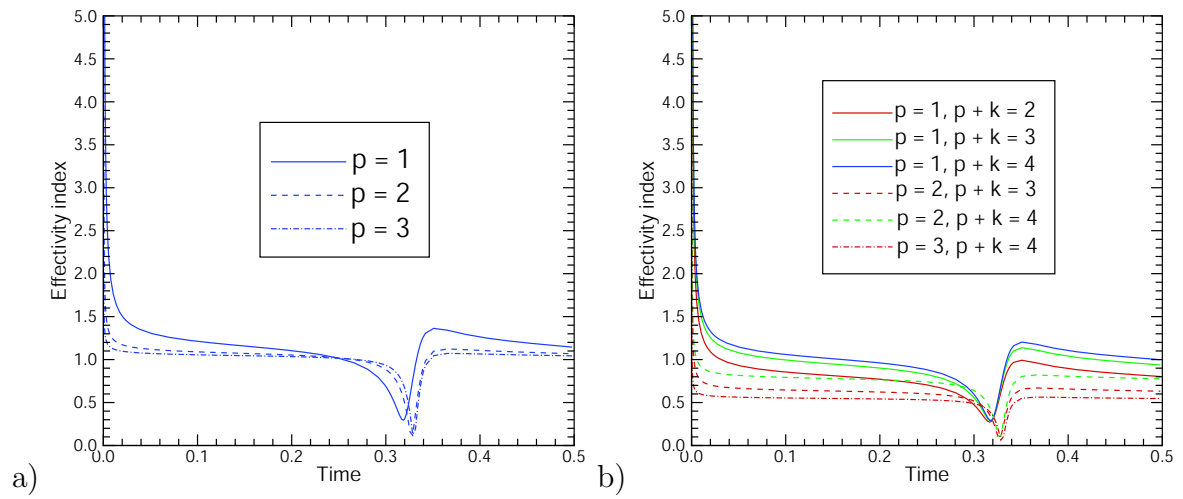 5.0
4.5
4.0
3.5
3.0
2.5
2.0
1.5
1.0
0.5
0.0
Effectivity index
p = 1
p = 2
p = 3
0.0 0.1 0.2 0.3 0.4 0.5
Time
a)
5.0
4.5
4.0
3.5
3.0
2.5
2.0
1.5
1.0
0.5
0.0
Effectivity index
p = 1, p + k = 2
p = 1, p + k = 3
p = 1, p + k = 4
p = 2, p + k = 3
p = 2, p + k = 4
p = 3, p + k = 4
0.0 0.1 0.2 0.3 0.4 0.5
Time
b)